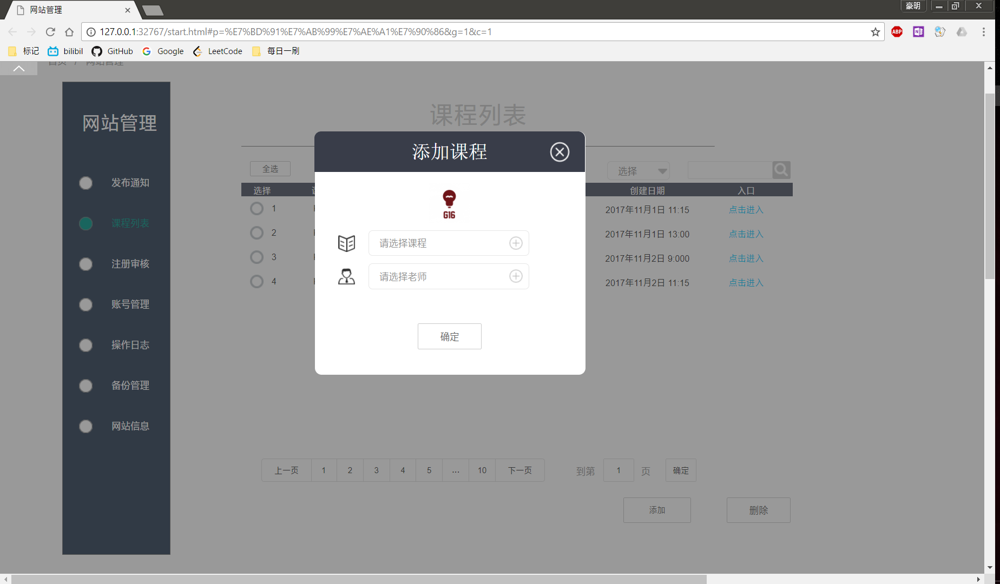 网站管理
豪明
127.0.0.1:32767/start.html#p=%E7%BD%91%E7%AB%99%E7%AE%A1%E7%90%86&g=1&c=1
ABP
标记 bilibil GitHub Google LeetCode 每日一刷
首页 / 网站管理
网站管理
发布通知
课程列表
注册审核
账号管理
操作日志
备份管理
网站信息
课程列表
添加课程
全选 选择
选择 创建日期 入口
1 2017年11月1日 11:15 点击进入
2 2017年11月1日 13:00 点击进入
3 2017年11月2日 9:000 点击进入
4 2017年11月2日 11:15 点击进入
G16
请选择课程
请选择老师
确定
上一页 1 2 3 4 5 ... 10 下一页 到第 1 页 确定
添加 删除